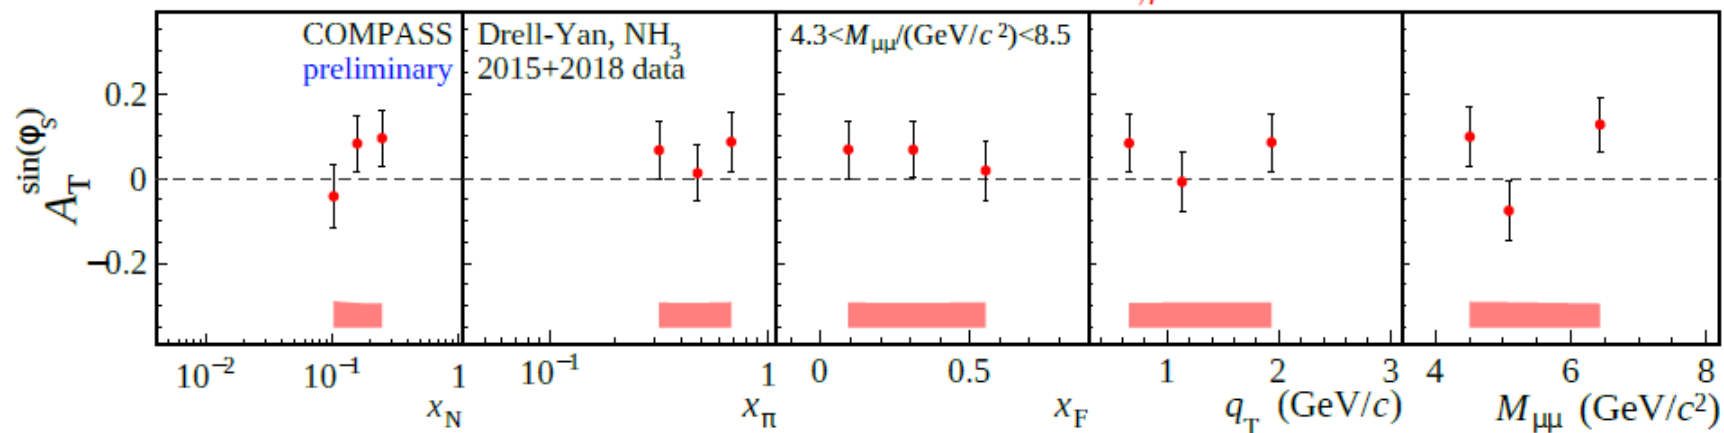 COMPASS
preliminary
Drell-Yan, NH3
2015+2018 data
4.3<Mμμ/(GeV/c²)<8.5
A_T^sin(φ_S)
0.2
0
−0.2
10⁻² 10⁻¹ 1
x_N
10⁻¹ 1
x_π
0 0.5
x_F
1 2 3
q_T (GeV/c)
4 6 8
M_μμ (GeV/c²)